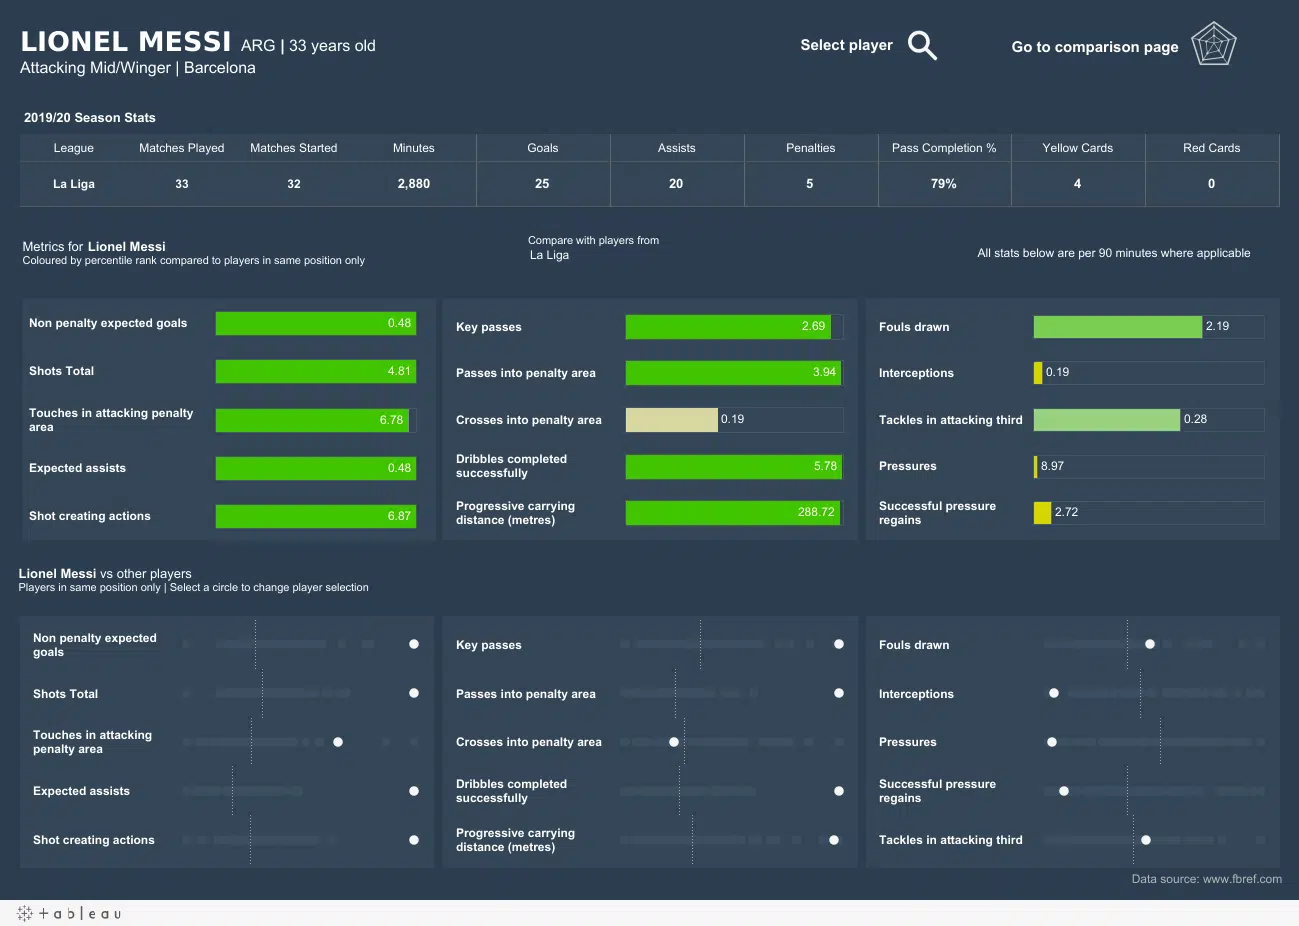 LIONEL MESSI ARG | 33 years old
Attacking Mid/Winger | Barcelona
Select player
Go to comparison page
2019/20 Season Stats
League Matches Played Matches Started Minutes Goals Assists Penalties Pass Completion % Yellow Cards Red Cards
La Liga 33 32 2,880 25 20 5 79% 4 0
Metrics for Lionel Messi
Coloured by percentile rank compared to players in same position only
Compare with players from
La Liga
All stats below are per 90 minutes where applicable
Non penalty expected goals 0.48
Shots Total 4.81
Touches in attacking penalty
area 6.78
Expected assists 0.48
Shot creating actions 6.87
Key passes 2.69
Passes into penalty area 3.94
Crosses into penalty area 0.19
Dribbles completed
successfully 5.78
Progressive carrying
distance (metres) 288.72
Fouls drawn 2.19
Interceptions 0.19
Tackles in attacking third 0.28
Pressures 8.97
Successful pressure
regains 2.72
Lionel Messi vs other players
Players in same position only | Select a circle to change player selection
Non penalty expected
goals
Shots Total
Touches in attacking
penalty area
Expected assists
Shot creating actions
Key passes
Passes into penalty area
Crosses into penalty area
Dribbles completed
successfully
Progressive carrying
distance (metres)
Fouls drawn
Interceptions
Pressures
Successful pressure
regains
Tackles in attacking third
Data source: www.fbref.com
+ a b l e a u